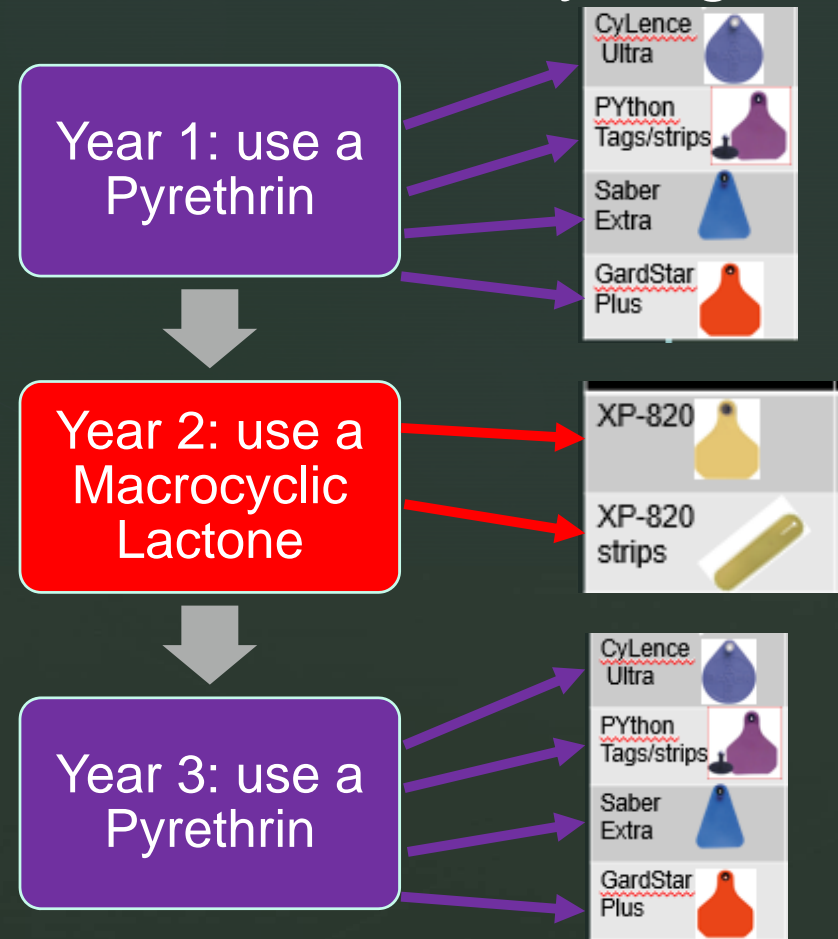 Year 1: use a
Pyrethrin
CyLence
Ultra
PYthon
Tags/strips
Saber
Extra
GardStar
Plus
Year 2: use a
Macrocyclic
Lactone
XP-820
XP-820
strips
Year 3: use a
Pyrethrin
CyLence
Ultra
PYthon
Tags/strips
Saber
Extra
GardStar
Plus